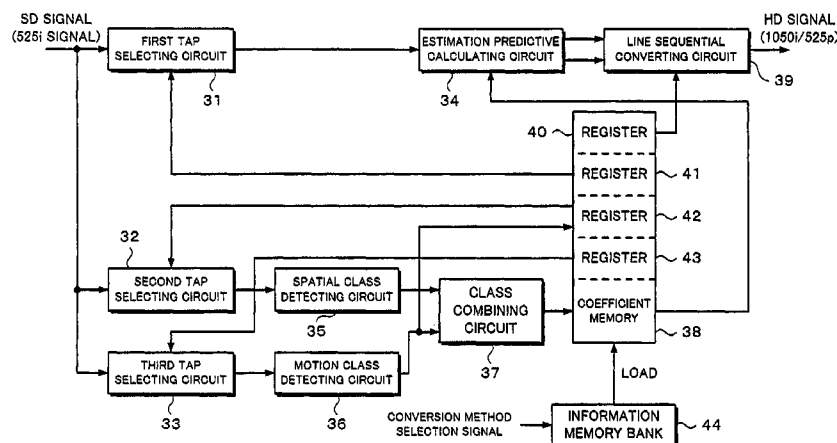 SD SIGNAL
(525i SIGNAL)
FIRST TAP
SELECTING CIRCUIT
31
ESTIMATION PREDICTIVE
CALCULATING CIRCUIT
34
LINE SEQUENTIAL
CONVERTING CIRCUIT
39
HD SIGNAL
(1050i/525p)
40
REGISTER
REGISTER
41
REGISTER
42
REGISTER
43
32
SECOND TAP
SELECTING CIRCUIT
SPATIAL CLASS
DETECTING CIRCUIT
35
CLASS
COMBINING
CIRCUIT
37
COEFFICIENT
MEMORY
38
THIRD TAP
SELECTING CIRCUIT
33
MOTION CLASS
DETECTING CIRCUIT
36
LOAD
CONVERSION METHOD
SELECTION SIGNAL
INFORMATION
MEMORY BANK
44